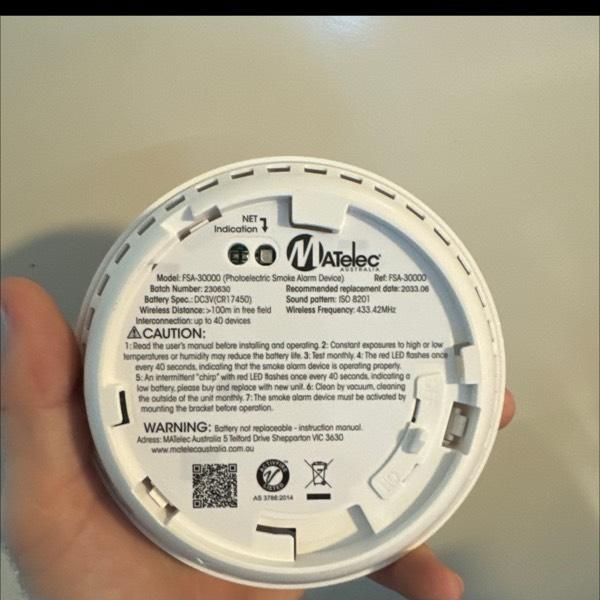 NET
Indication
MATelec
AUSTRALIA
Model: FSA-30000 (Photoelectric Smoke Alarm Device) Ref: FSA-30000
Batch Number: 230630 Recommended replacement date: 2033.06
Battery Spec.: DC3V(CR17450) Sound pattern: ISO 8201
Wireless Distance: >100m in free field Wireless Frequency: 433.42MHz
Interconnection: up to 40 devices
CAUTION:
1: Read the user's manual before installing and operating. 2: Constant exposures to high or low
temperatures or humidity may reduce the battery life. 3: Test monthly. 4: The red LED flashes once
every 40 seconds, indicating that the smoke alarm device is operating properly.
5: An intermittent "chirp" with red LED flashes once every 40 seconds, indicating a
low battery, please buy and replace with new unit. 6: Clean by vacuum, cleaning
the outside of the unit monthly. 7: The smoke alarm device must be activated by
mounting the bracket before operation.
WARNING: Battery not replaceable - instruction manual.
Adress: MATelec Australia 5 Telford Drive Shepparton VIC 3630
www.matelecaustralia.com.au
AS 3786:2014